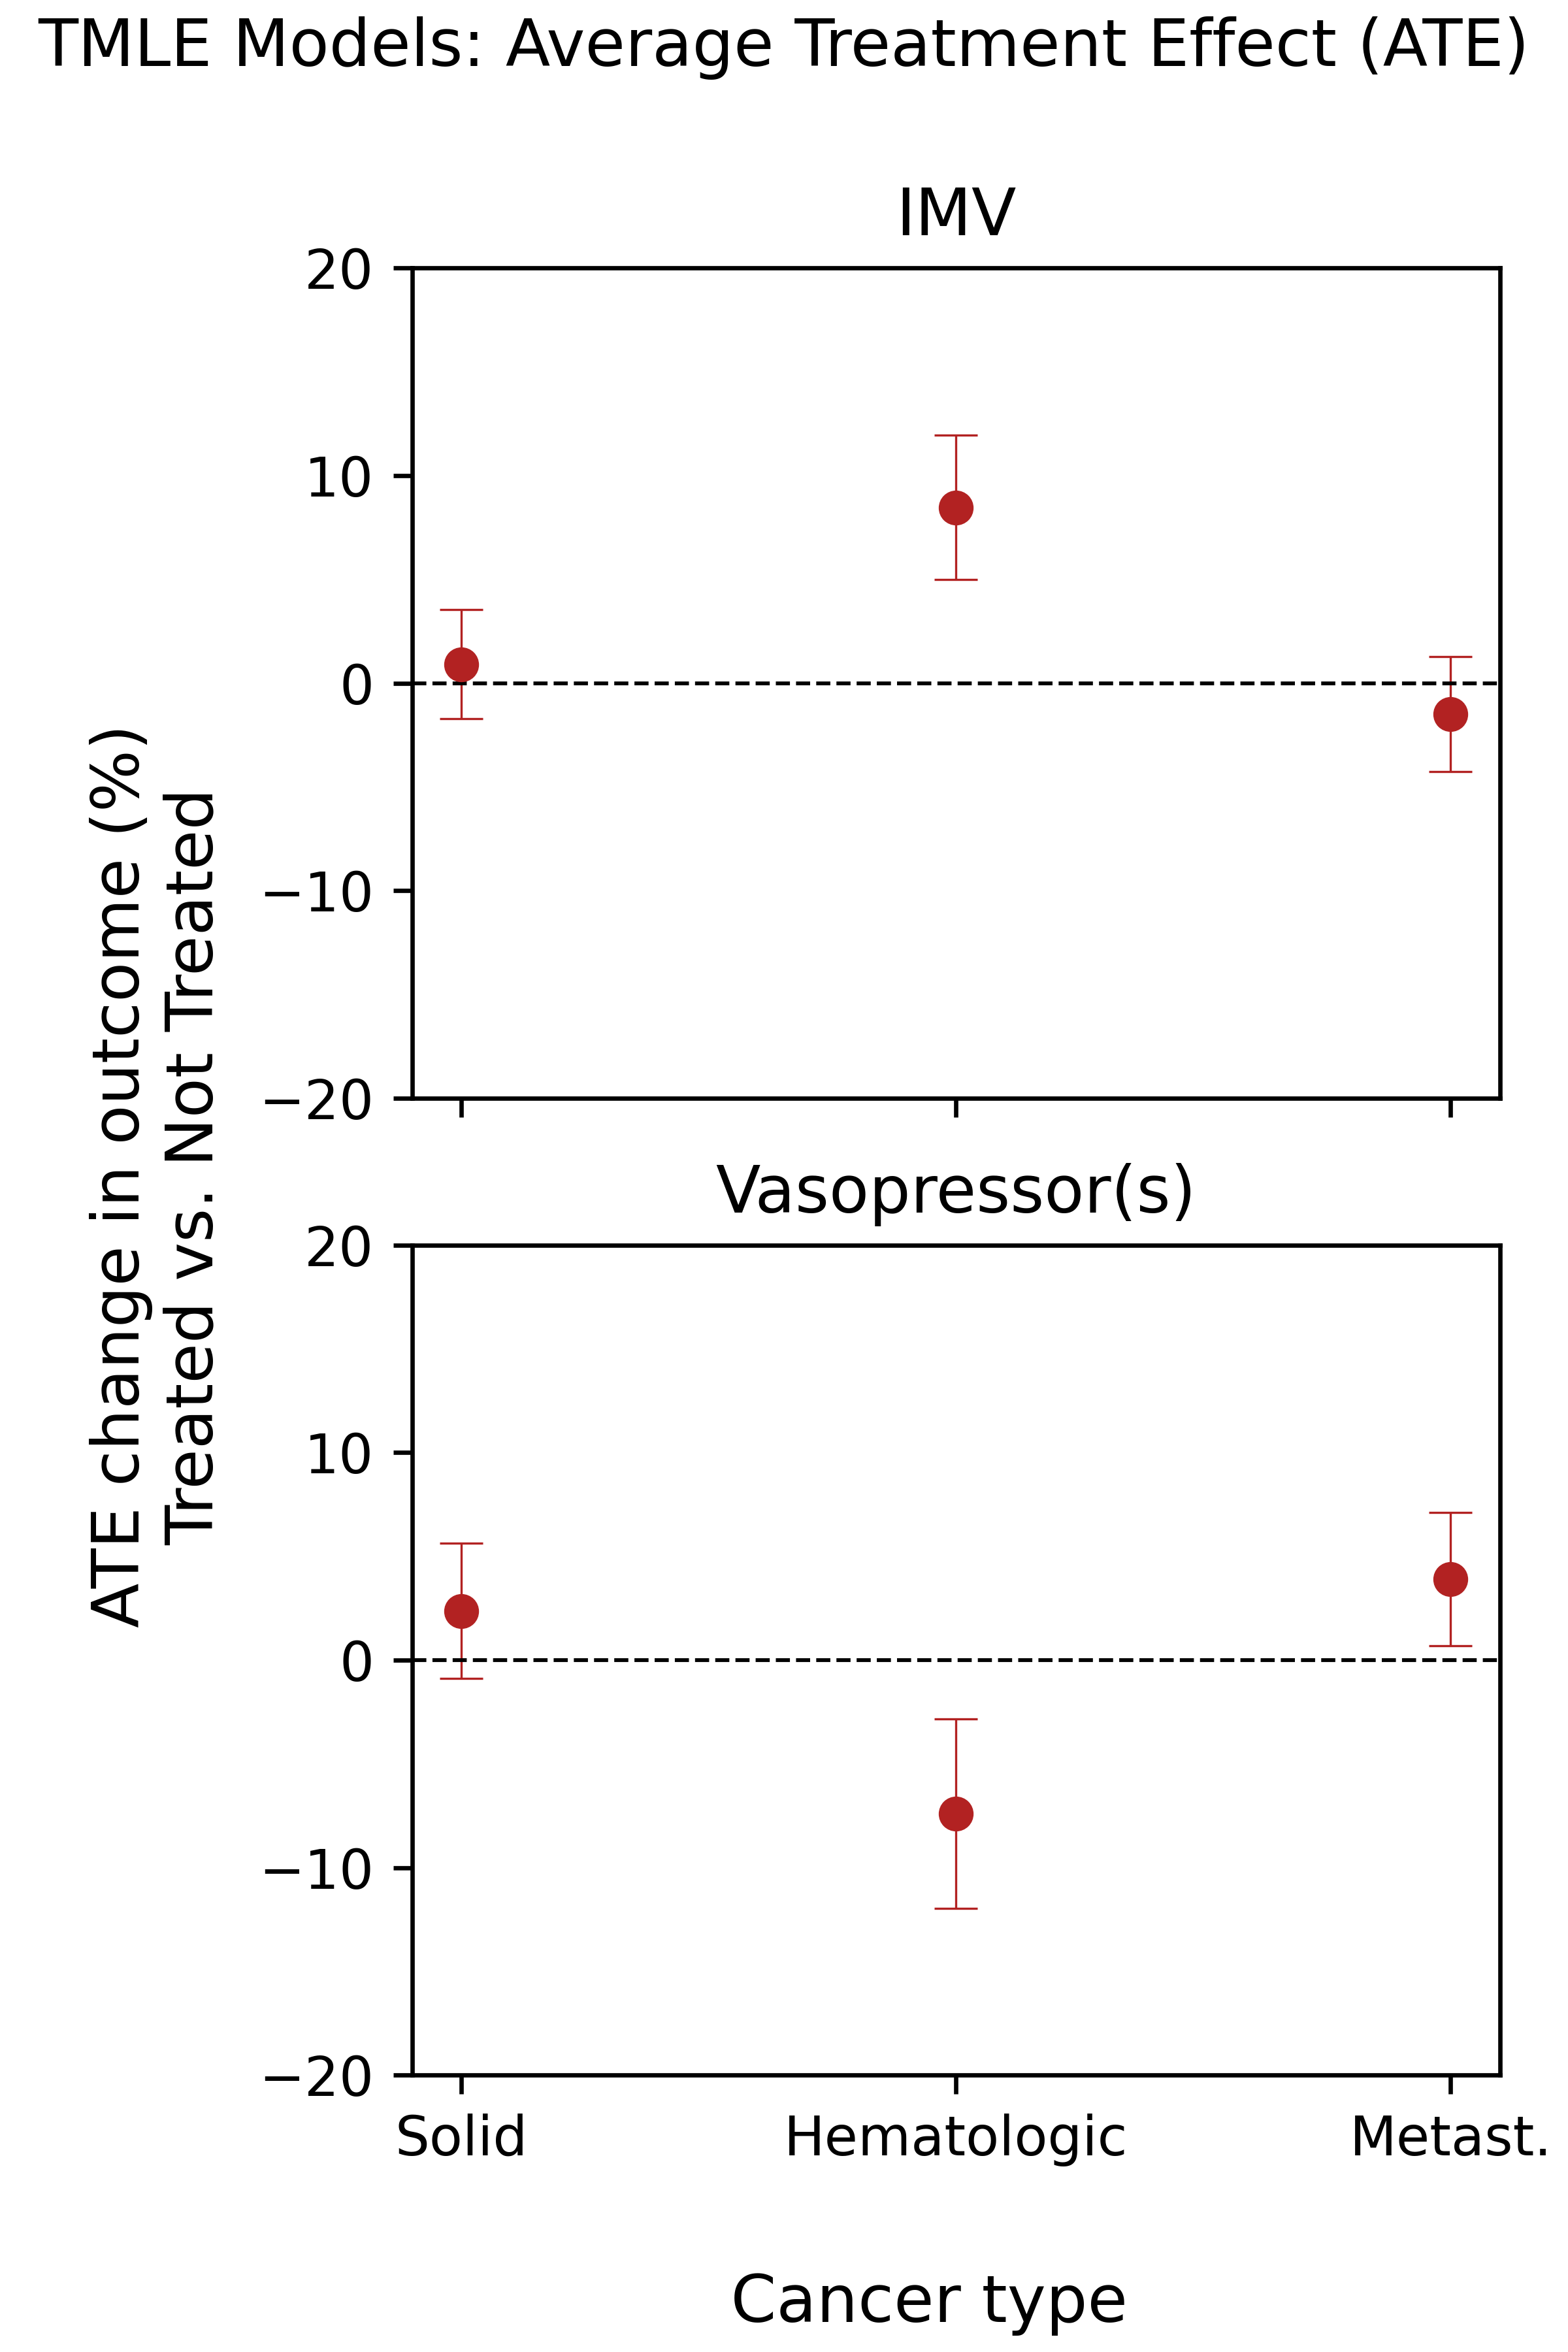 TMLE Models: Average Treatment Effect (ATE)
IMV
20
10
0
−10
−20
ATE change in outcome (%)
Treated vs. Not Treated
Vasopressor(s)
20
10
0
−10
−20
Solid Hematologic Metast.
Cancer type